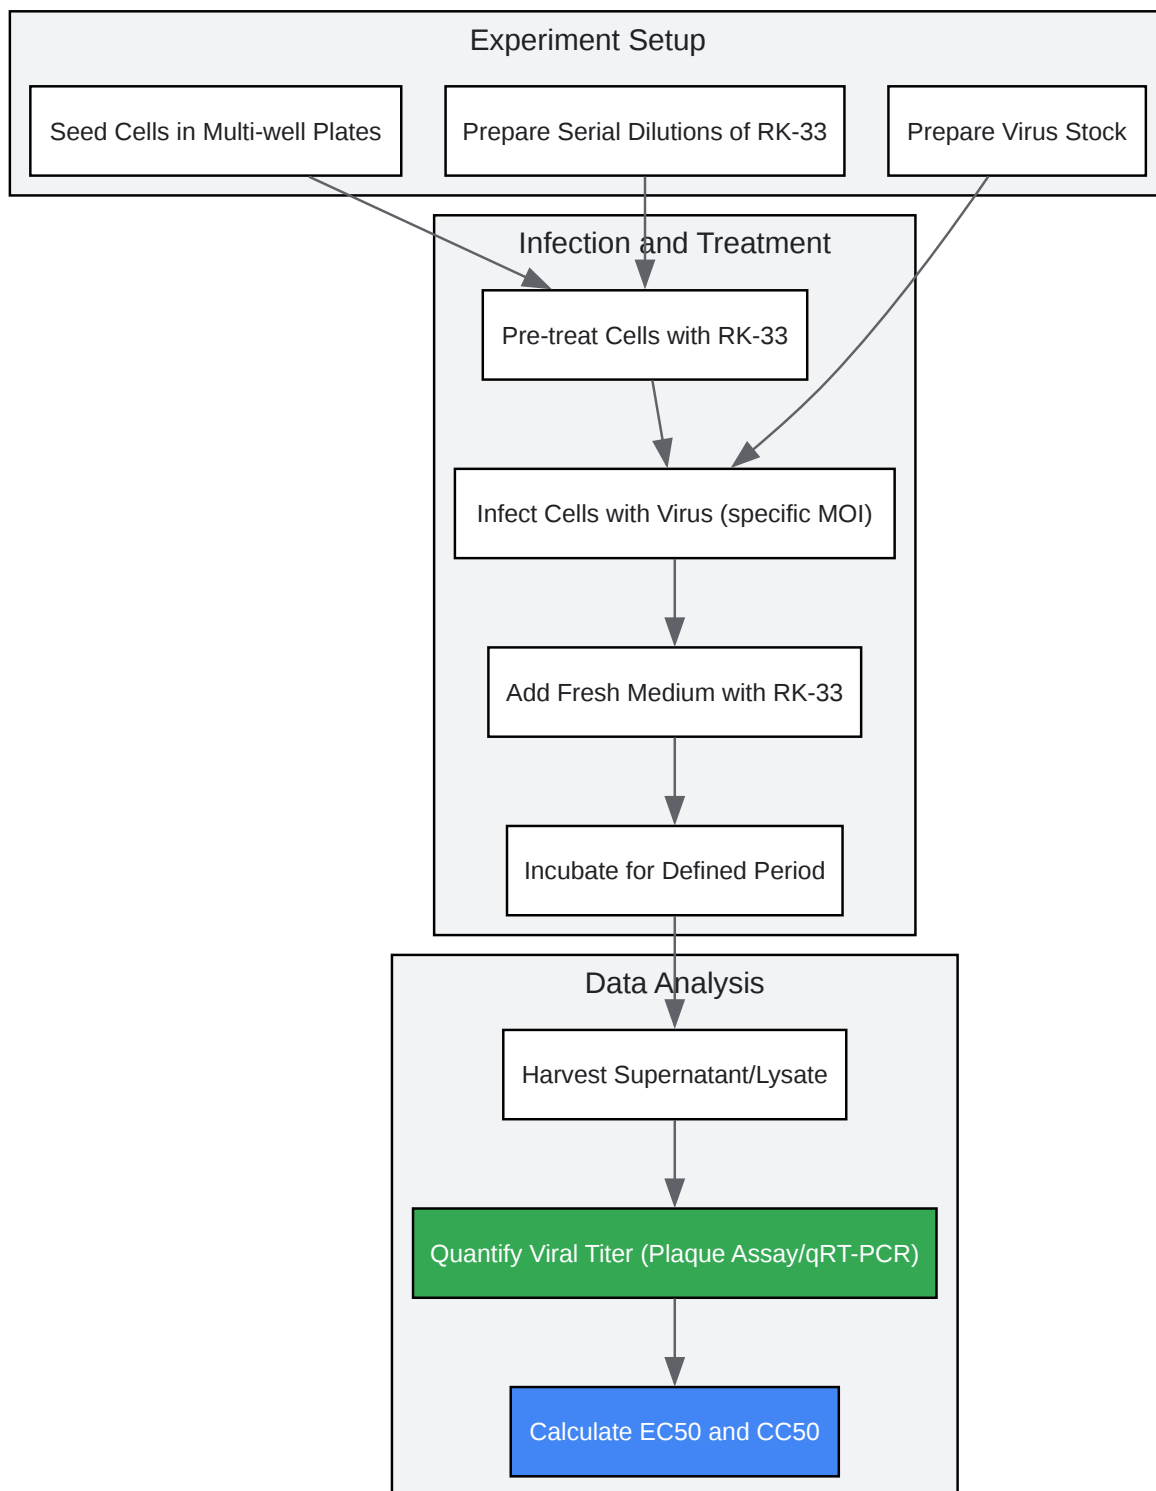 Experiment Setup
Seed Cells in Multi-well Plates
Prepare Serial Dilutions of RK-33
Prepare Virus Stock
Infection and Treatment
Pre-treat Cells with RK-33
Infect Cells with Virus (specific MOI)
Add Fresh Medium with RK-33
Incubate for Defined Period
Data Analysis
Harvest Supernatant/Lysate
Quantify Viral Titer (Plaque Assay/qRT-PCR)
Calculate EC50 and CC50